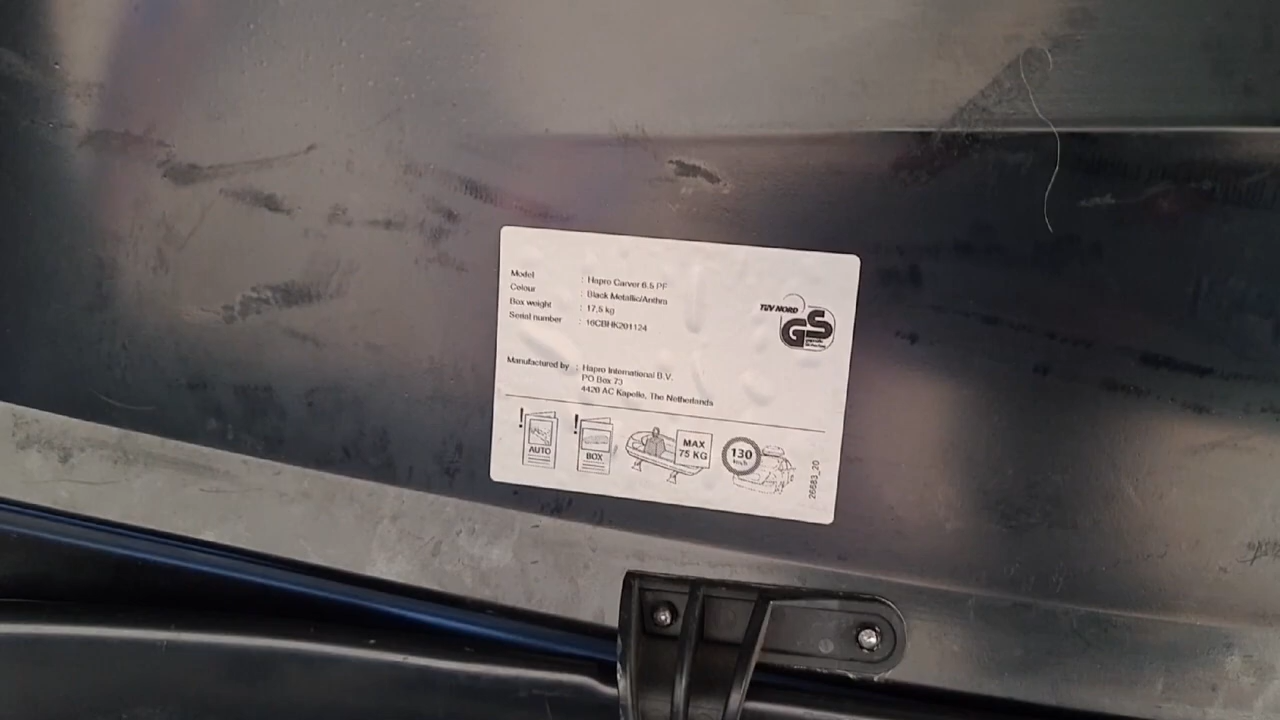 Model : Hapro Carver 6.5 PF
Colour : Black Metallic/Anthra
Box weight : 17,5 kg
Serial number : 16CBHK201124
TÜV NORD
GS
Manufactured by : Hapro International B.V.
PO Box 73
4420 AC Kapelle, The Netherlands
! AUTO
! BOX
MAX
75 KG
130
km/h
26683_20